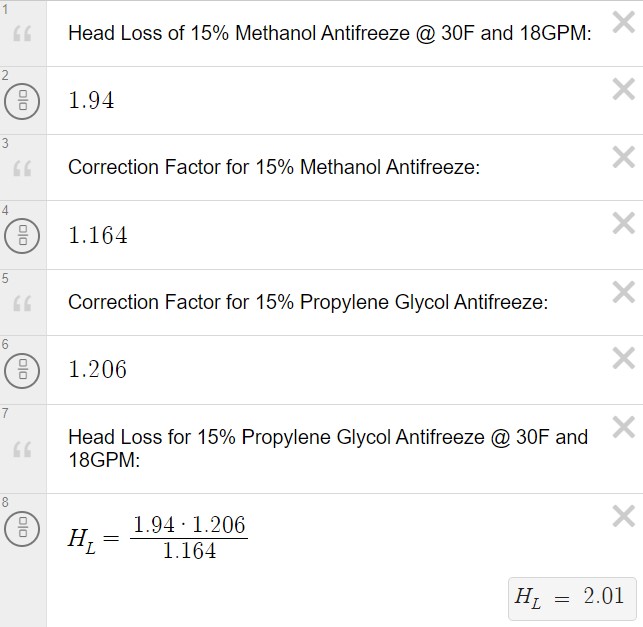 1
Head Loss of 15% Methanol Antifreeze @ 30F and 18GPM:
2
1.94
3
Correction Factor for 15% Methanol Antifreeze:
4
1.164
5
Correction Factor for 15% Propylene Glycol Antifreeze:
6
1.206
7
Head Loss for 15% Propylene Glycol Antifreeze @ 30F and
18GPM:
8
H_L = \frac{1.94 · 1.206}{1.164}
H_L = 2.01